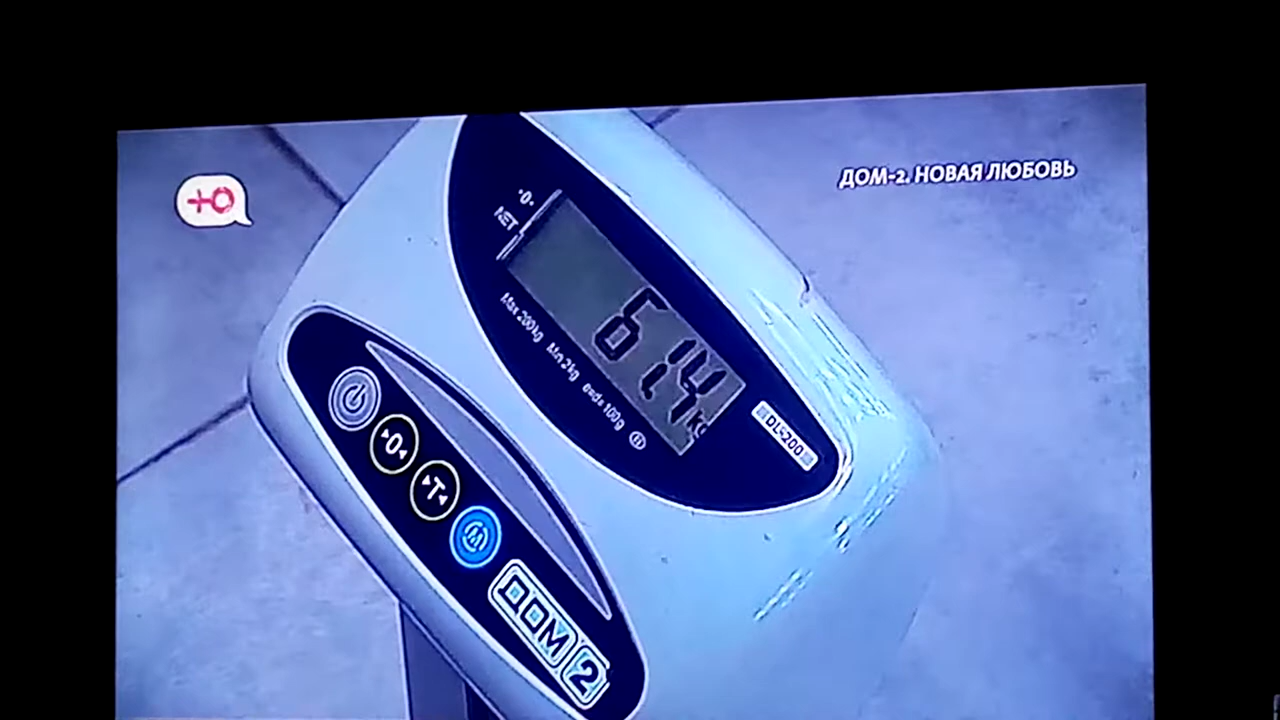 Ю
ДОМ-2. НОВАЯ ЛЮБОВЬ
0
NET
61.4
kg
Max 200kg Min 2kg e=d=100g III
DL-200
0
T
M
ДОМ 2